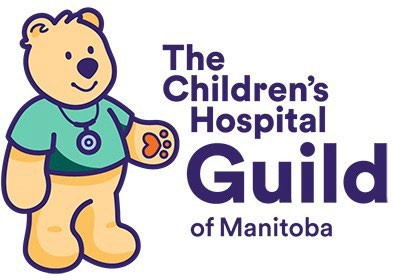 The
Children's
Hospital
Guild
of Manitoba